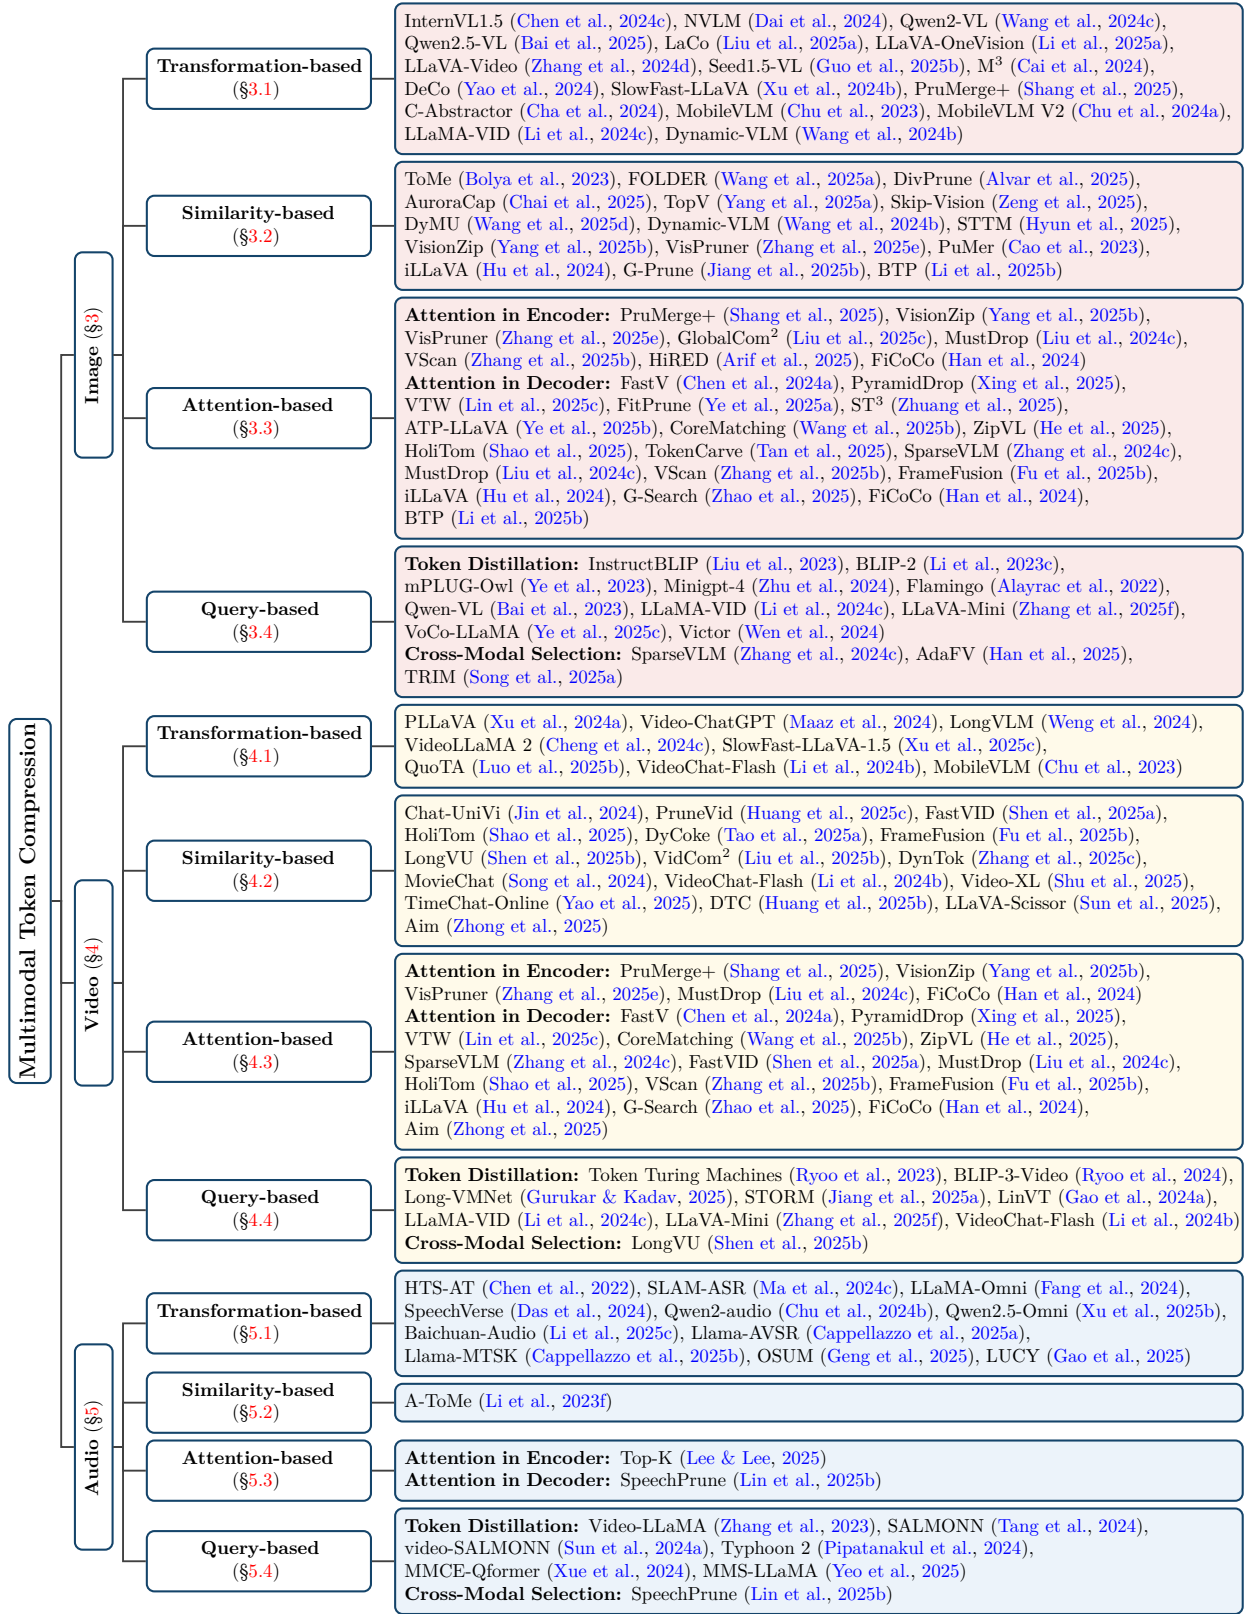 Multimodal Token Compression
Image (§3)
Transformation-based
(§3.1)
InternVL1.5 (Chen et al., 2024c), NVLM (Dai et al., 2024), Qwen2-VL (Wang et al., 2024c),
Qwen2.5-VL (Bai et al., 2025), LaCo (Liu et al., 2025a), LLaVA-OneVision (Li et al., 2025a),
LLaVA-Video (Zhang et al., 2024d), Seed1.5-VL (Guo et al., 2025b), M³ (Cai et al., 2024),
DeCo (Yao et al., 2024), SlowFast-LLaVA (Xu et al., 2024b), PruMerge+ (Shang et al., 2025),
C-Abstractor (Cha et al., 2024), MobileVLM (Chu et al., 2023), MobileVLM V2 (Chu et al., 2024a),
LLaMA-VID (Li et al., 2024c), Dynamic-VLM (Wang et al., 2024b)
Similarity-based
(§3.2)
ToMe (Bolya et al., 2023), FOLDER (Wang et al., 2025a), DivPrune (Alvar et al., 2025),
AuroraCap (Chai et al., 2025), TopV (Yang et al., 2025a), Skip-Vision (Zeng et al., 2025),
DyMU (Wang et al., 2025d), Dynamic-VLM (Wang et al., 2024b), STTM (Hyun et al., 2025),
VisionZip (Yang et al., 2025b), VisPruner (Zhang et al., 2025e), PuMer (Cao et al., 2023),
iLLaVA (Hu et al., 2024), G-Prune (Jiang et al., 2025b), BTP (Li et al., 2025b)
Attention-based
(§3.3)
Attention in Encoder: PruMerge+ (Shang et al., 2025), VisionZip (Yang et al., 2025b),
VisPruner (Zhang et al., 2025e), GlobalCom² (Liu et al., 2025c), MustDrop (Liu et al., 2024c),
VScan (Zhang et al., 2025b), HiRED (Arif et al., 2025), FiCoCo (Han et al., 2024)
Attention in Decoder: FastV (Chen et al., 2024a), PyramidDrop (Xing et al., 2025),
VTW (Lin et al., 2025c), FitPrune (Ye et al., 2025a), ST³ (Zhuang et al., 2025),
ATP-LLaVA (Ye et al., 2025b), CoreMatching (Wang et al., 2025b), ZipVL (He et al., 2025),
HoliTom (Shao et al., 2025), TokenCarve (Tan et al., 2025), SparseVLM (Zhang et al., 2024c),
MustDrop (Liu et al., 2024c), VScan (Zhang et al., 2025b), FrameFusion (Fu et al., 2025b),
iLLaVA (Hu et al., 2024), G-Search (Zhao et al., 2025), FiCoCo (Han et al., 2024),
BTP (Li et al., 2025b)
Query-based
(§3.4)
Token Distillation: InstructBLIP (Liu et al., 2023), BLIP-2 (Li et al., 2023c),
mPLUG-Owl (Ye et al., 2023), Minigpt-4 (Zhu et al., 2024), Flamingo (Alayrac et al., 2022),
Qwen-VL (Bai et al., 2023), LLaMA-VID (Li et al., 2024c), LLaVA-Mini (Zhang et al., 2025f),
VoCo-LLaMA (Ye et al., 2025c), Victor (Wen et al., 2024)
Cross-Modal Selection: SparseVLM (Zhang et al., 2024c), AdaFV (Han et al., 2025),
TRIM (Song et al., 2025a)
Video (§4)
Transformation-based
(§4.1)
PLLaVA (Xu et al., 2024a), Video-ChatGPT (Maaz et al., 2024), LongVLM (Weng et al., 2024),
VideoLLaMA 2 (Cheng et al., 2024c), SlowFast-LLaVA-1.5 (Xu et al., 2025c),
QuoTA (Luo et al., 2025b), VideoChat-Flash (Li et al., 2024b), MobileVLM (Chu et al., 2023)
Similarity-based
(§4.2)
Chat-UniVi (Jin et al., 2024), PruneVid (Huang et al., 2025c), FastVID (Shen et al., 2025a),
HoliTom (Shao et al., 2025), DyCoke (Tao et al., 2025a), FrameFusion (Fu et al., 2025b),
LongVU (Shen et al., 2025b), VidCom² (Liu et al., 2025b), DynTok (Zhang et al., 2025c),
MovieChat (Song et al., 2024), VideoChat-Flash (Li et al., 2024b), Video-XL (Shu et al., 2025),
TimeChat-Online (Yao et al., 2025), DTC (Huang et al., 2025b), LLaVA-Scissor (Sun et al., 2025),
Aim (Zhong et al., 2025)
Attention-based
(§4.3)
Attention in Encoder: PruMerge+ (Shang et al., 2025), VisionZip (Yang et al., 2025b),
VisPruner (Zhang et al., 2025e), MustDrop (Liu et al., 2024c), FiCoCo (Han et al., 2024)
Attention in Decoder: FastV (Chen et al., 2024a), PyramidDrop (Xing et al., 2025),
VTW (Lin et al., 2025c), CoreMatching (Wang et al., 2025b), ZipVL (He et al., 2025),
SparseVLM (Zhang et al., 2024c), FastVID (Shen et al., 2025a), MustDrop (Liu et al., 2024c),
HoliTom (Shao et al., 2025), VScan (Zhang et al., 2025b), FrameFusion (Fu et al., 2025b),
iLLaVA (Hu et al., 2024), G-Search (Zhao et al., 2025), FiCoCo (Han et al., 2024),
Aim (Zhong et al., 2025)
Query-based
(§4.4)
Token Distillation: Token Turing Machines (Ryoo et al., 2023), BLIP-3-Video (Ryoo et al., 2024),
Long-VMNet (Gurukar & Kadav, 2025), STORM (Jiang et al., 2025a), LinVT (Gao et al., 2024a),
LLaMA-VID (Li et al., 2024c), LLaVA-Mini (Zhang et al., 2025f), VideoChat-Flash (Li et al., 2024b)
Cross-Modal Selection: LongVU (Shen et al., 2025b)
Audio (§5)
Transformation-based
(§5.1)
HTS-AT (Chen et al., 2022), SLAM-ASR (Ma et al., 2024c), LLaMA-Omni (Fang et al., 2024),
SpeechVerse (Das et al., 2024), Qwen2-audio (Chu et al., 2024b), Qwen2.5-Omni (Xu et al., 2025b),
Baichuan-Audio (Li et al., 2025c), Llama-AVSR (Cappellazzo et al., 2025a),
Llama-MTSK (Cappellazzo et al., 2025b), OSUM (Geng et al., 2025), LUCY (Gao et al., 2025)
Similarity-based
(§5.2)
A-ToMe (Li et al., 2023f)
Attention-based
(§5.3)
Attention in Encoder: Top-K (Lee & Lee, 2025)
Attention in Decoder: SpeechPrune (Lin et al., 2025b)
Query-based
(§5.4)
Token Distillation: Video-LLaMA (Zhang et al., 2023), SALMONN (Tang et al., 2024),
video-SALMONN (Sun et al., 2024a), Typhoon 2 (Pipatanakul et al., 2024),
MMCE-Qformer (Xue et al., 2024), MMS-LLaMA (Yeo et al., 2025)
Cross-Modal Selection: SpeechPrune (Lin et al., 2025b)